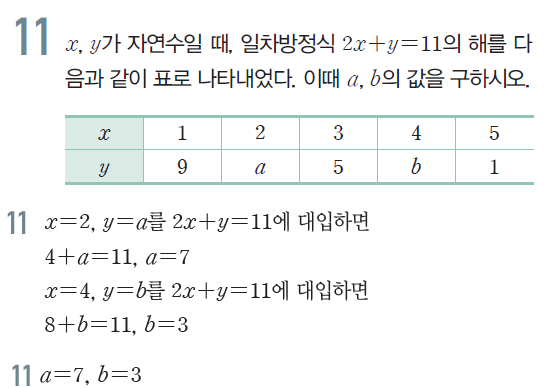 11 x, y가 자연수일 때, 일차방정식 2x+y=11의 해를 다
음과 같이 표로 나타내었다. 이때 a, b의 값을 구하시오.
x 1 2 3 4 5
y 9 a 5 b 1
11 x=2, y=a를 2x+y=11에 대입하면
4+a=11, a=7
x=4, y=b를 2x+y=11에 대입하면
8+b=11, b=3
11 a=7, b=3